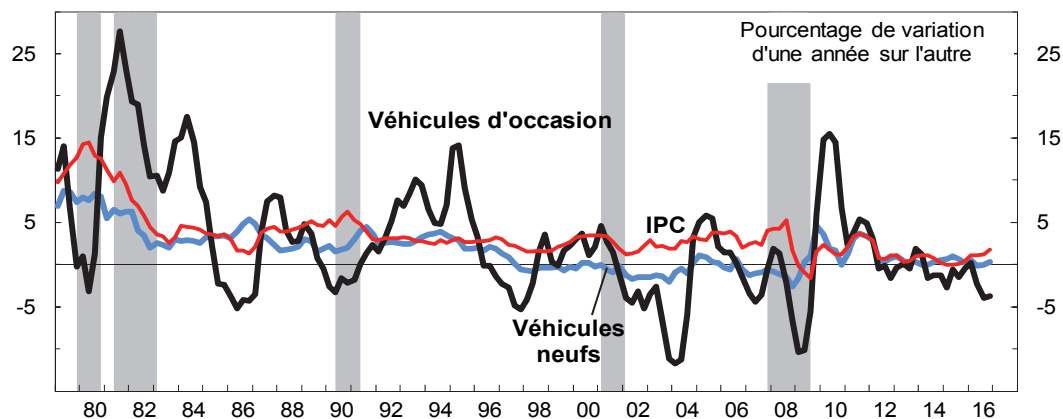 Pourcentage de variation
d'une année sur l'autre
25 25
Véhicules d'occasion
15 15
IPC
5 5
-5 -5
Véhicules
neufs
80 82 84 86 88 90 92 94 96 98 00 02 04 06 08 10 12 14 16